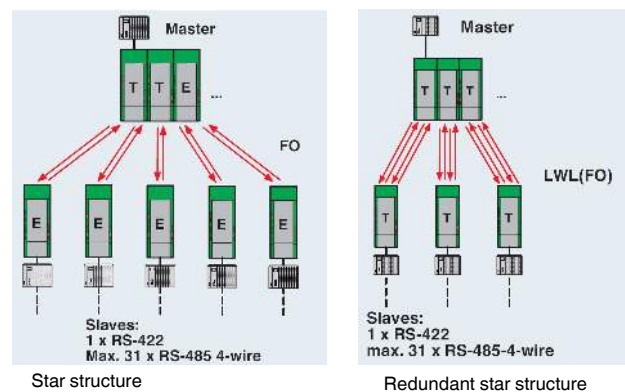 Master
T T E
...
FO
E E E E E
Slaves:
1 x RS-422
Max. 31 x RS-485 4-wire
Star structure
Master
T T T
...
LWL(FO)
T T T
Slaves:
1 x RS-422
max. 31 x RS-485-4-wire
Redundant star structure